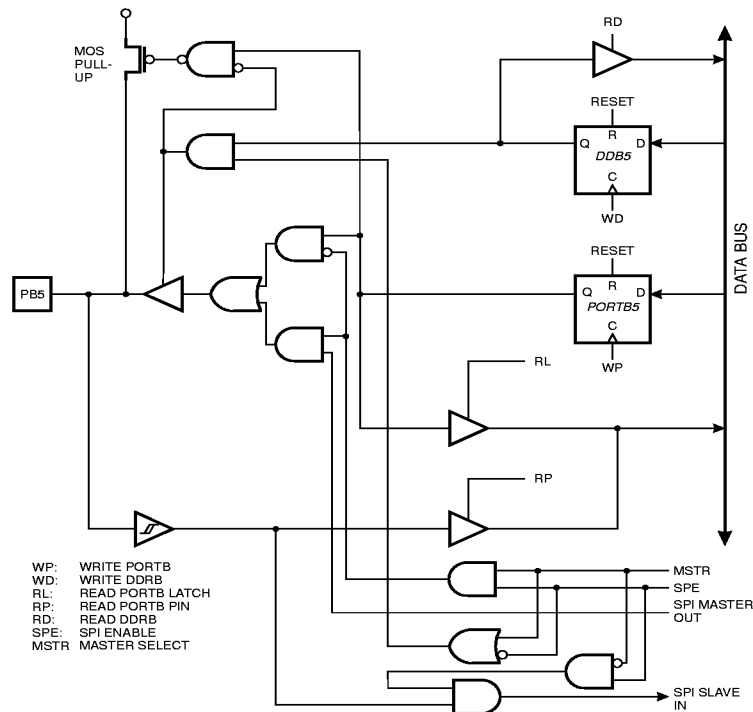 RD
MOS
PULL-
UP
RESET
R
Q
DDB5
D
C
WD
RESET
R
Q
PORTB5
D
C
WP
DATA BUS
PB5
RL
RP
WP: WRITE PORTB
WD: WRITE DDRB
RL: READ PORTB LATCH
RP: READ PORTB PIN
RD: READ DDRB
SPE: SPI ENABLE
MSTR MASTER SELECT
MSTR
SPE
SPI MASTER
OUT
SPI SLAVE
IN